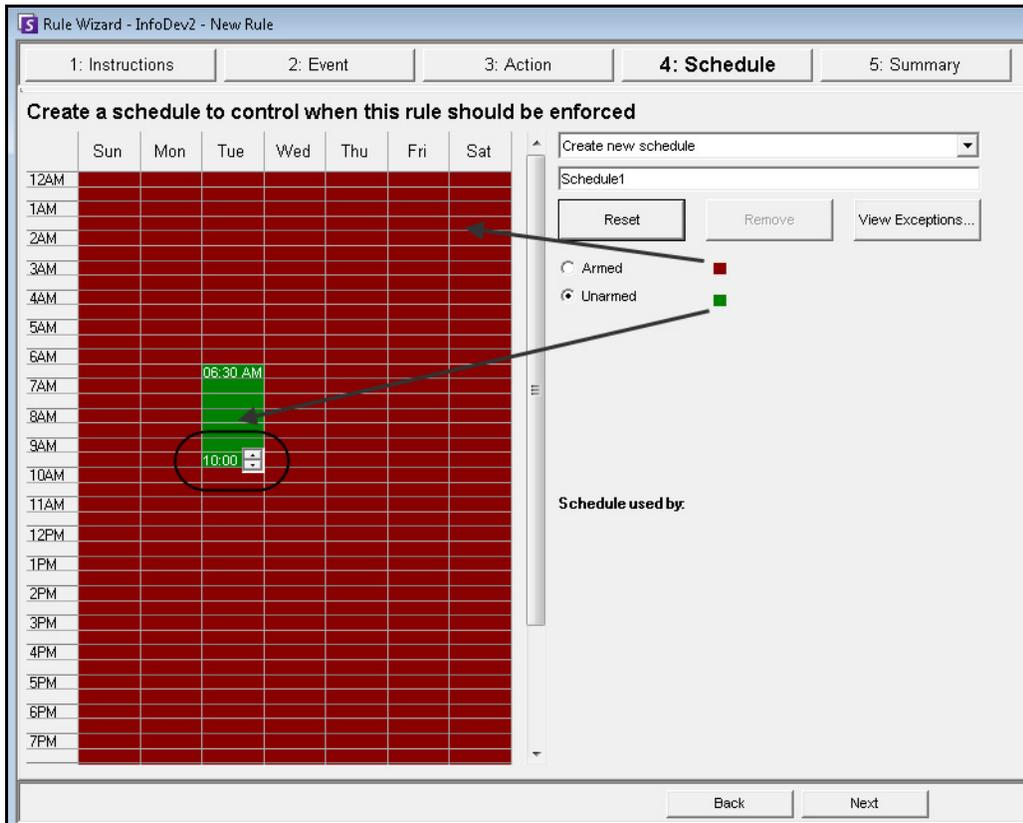 Rule Wizard - InfoDev2 - New Rule
1: Instructions 2: Event 3: Action 4: Schedule 5: Summary
Create a schedule to control when this rule should be enforced
Sun Mon Tue Wed Thu Fri Sat
Create new schedule
Schedule1
Reset Remove View Exceptions...
Armed
Unarmed
12AM
1AM
2AM
3AM
4AM
5AM
6AM
06:30 AM
7AM
8AM
9AM
10:00
10AM
11AM
Schedule used by:
12PM
1PM
2PM
3PM
4PM
5PM
6PM
7PM
Back Next